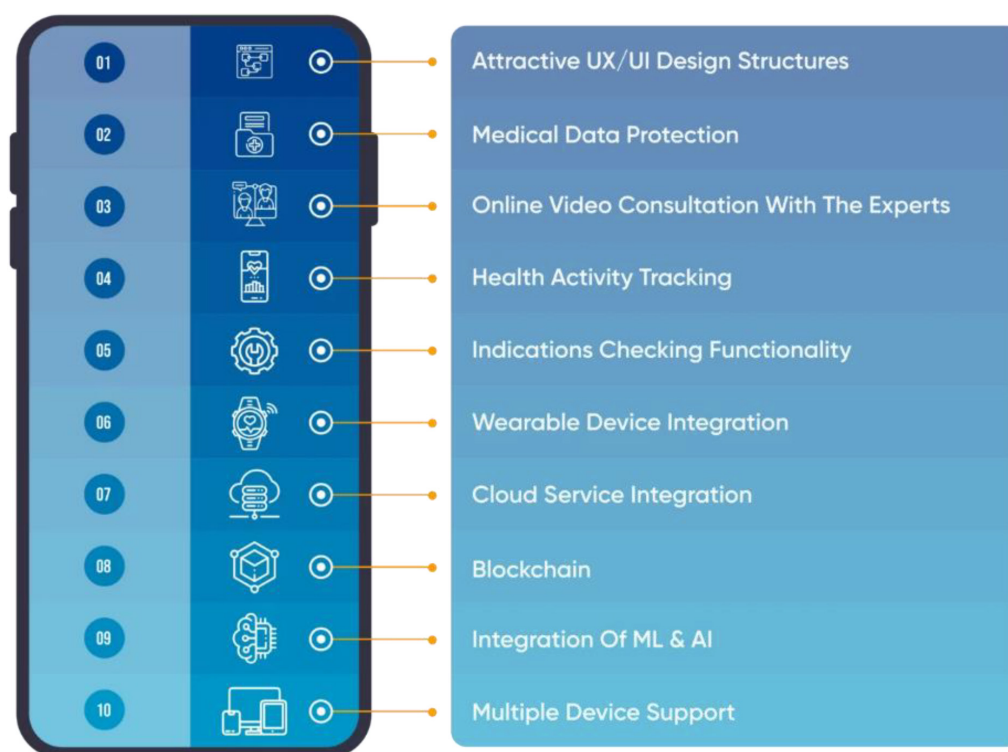 01 Attractive UX/UI Design Structures
02 Medical Data Protection
03 Online Video Consultation With The Experts
04 Health Activity Tracking
05 Indications Checking Functionality
06 Wearable Device Integration
07 Cloud Service Integration
08 Blockchain
09 Integration Of ML & AI
10 Multiple Device Support